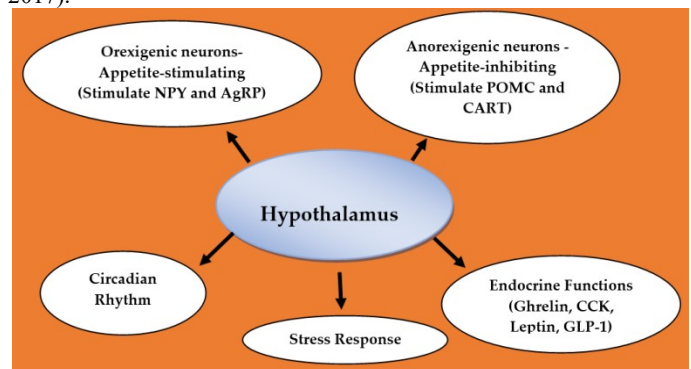 2017).
Orexigenic neurons-
Appetite-stimulating
(Stimulate NPY and AgRP)
Anorexigenic neurons -
Appetite-inhibiting
(Stimulate POMC and
CART)
Hypothalamus
Circadian
Rhythm
Stress Response
Endocrine Functions
(Ghrelin, CCK,
Leptin, GLP-1)